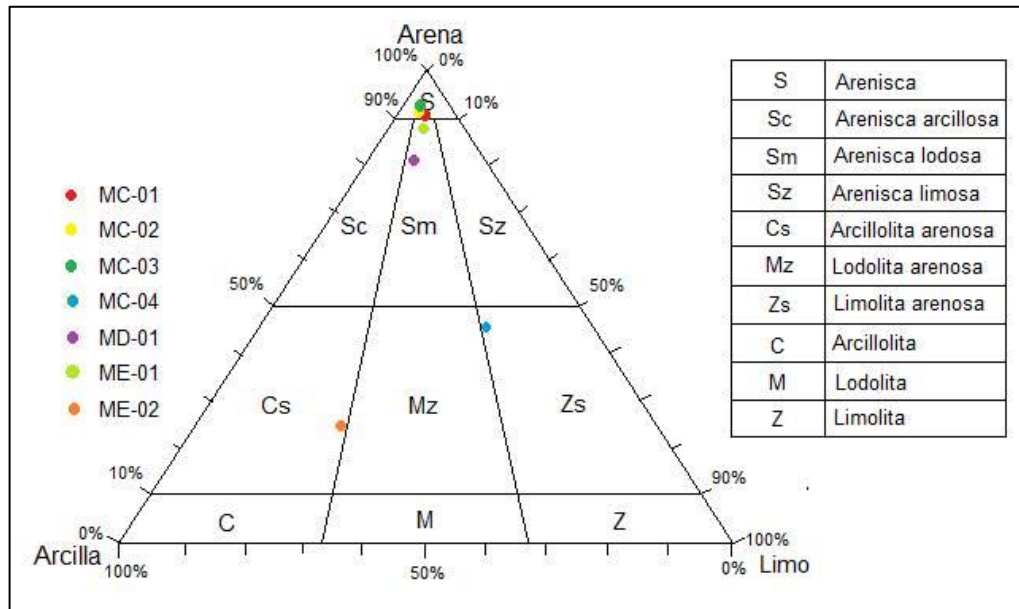 Arena
100%
0%
90%
S
10%
Sc
Sm
Sz
50%
50%
Cs
Mz
Zs
10%
90%
C
M
Z
0%
100%
Arcilla
Limo
100%
50%
0%
MC-01
MC-02
MC-03
MC-04
MD-01
ME-01
ME-02
S Arenisca
Sc Arenisca arcillosa
Sm Arenisca lodosa
Sz Arenisca limosa
Cs Arcillolita arenosa
Mz Lodolita arenosa
Zs Limolita arenosa
C Arcillolita
M Lodolita
Z Limolita